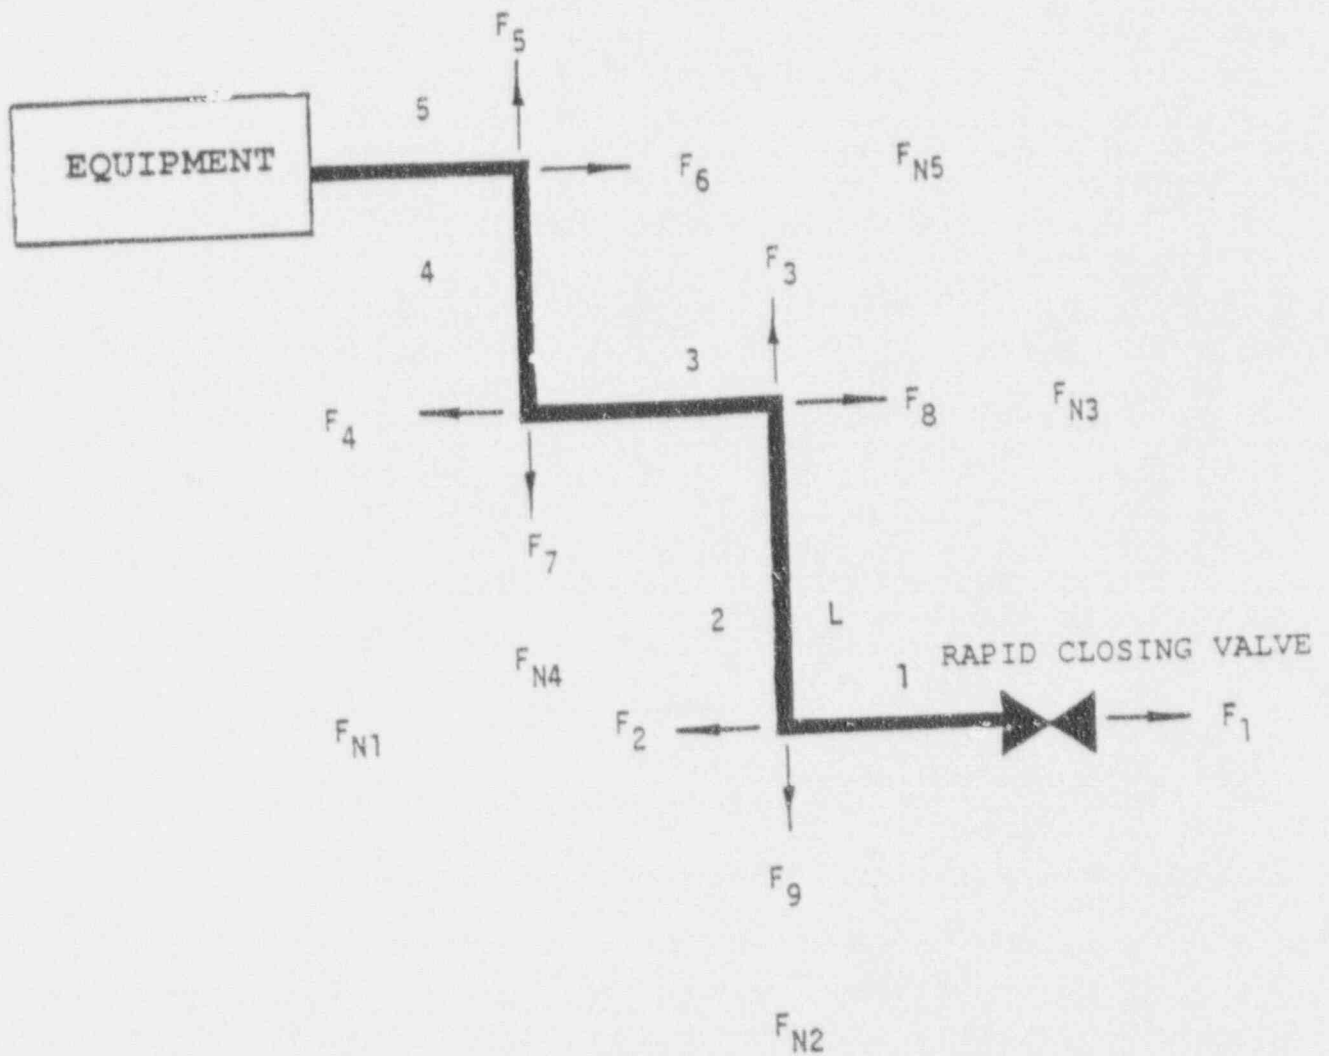 F5
5
EQUIPMENT
F6
FN5
4
F3
3
F4
F8
FN3
F7
2
L
RAPID CLOSING VALVE
FN4
1
FN1
F2
F1
F9
FN2